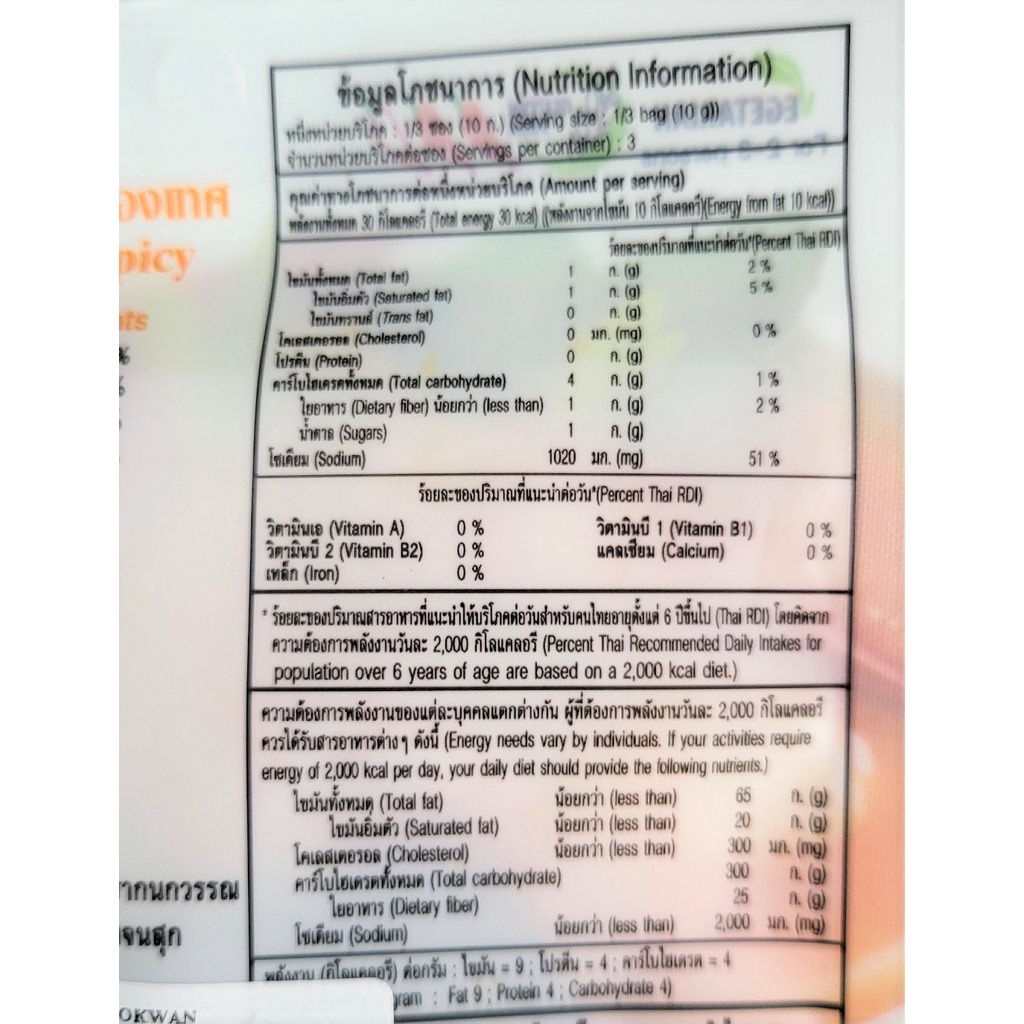 ข้อมูลโภชนาการ (Nutrition Information)
หนึ่งหน่วยบริโภค : 1/3 ซอง (10 ก.) (Serving size : 1/3 bag (10 g))
จำนวนหน่วยบริโภคต่อซอง (Servings per container) : 3
คุณค่าทางโภชนาการต่อหนึ่งหน่วยบริโภค (Amount per serving)
พลังงานทั้งหมด 30 กิโลแคลอรี (Total energy 30 kcal) ((พลังงานจากไขมัน 10 กิโลแคลอรี)(Energy from fat 10 kcal))
ร้อยละของปริมาณที่แนะนำต่อวัน*(Percent Thai RDI)
ไขมันทั้งหมด (Total fat) 1 ก. (g) 2 %
ไขมันอิ่มตัว (Saturated fat) 1 ก. (g) 5 %
ไขมันทรานส์ (Trans fat) 0 ก. (g)
โคเลสเตอรอล (Cholesterol) 0 มก. (mg) 0 %
โปรตีน (Protein) 0 ก. (g)
คาร์โบไฮเดรตทั้งหมด (Total carbohydrate) 4 ก. (g) 1 %
ใยอาหาร (Dietary fiber) น้อยกว่า (less than) 1 ก. (g) 2 %
น้ำตาล (Sugars) 1 ก. (g)
โซเดียม (Sodium) 1020 มก. (mg) 51 %
ร้อยละของปริมาณที่แนะนำต่อวัน*(Percent Thai RDI)
วิตามินเอ (Vitamin A) 0 % วิตามินบี 1 (Vitamin B1) 0 %
วิตามินบี 2 (Vitamin B2) 0 % แคลเซียม (Calcium) 0 %
เหล็ก (Iron) 0 %
* ร้อยละของปริมาณสารอาหารที่แนะนำให้บริโภคต่อวันสำหรับคนไทยอายุตั้งแต่ 6 ปีขึ้นไป (Thai RDI) โดยคิดจาก
ความต้องการพลังงานวันละ 2,000 กิโลแคลอรี (Percent Thai Recommended Daily Intakes for
population over 6 years of age are based on a 2,000 kcal diet.)
ความต้องการพลังงานของแต่ละบุคคลแตกต่างกัน ผู้ที่ต้องการพลังงานวันละ 2,000 กิโลแคลอรี
ควรได้รับสารอาหารต่างๆ ดังนี้ (Energy needs vary by individuals. If your activities require
energy of 2,000 kcal per day, your daily diet should provide the following nutrients.)
ไขมันทั้งหมด (Total fat) น้อยกว่า (less than) 65 ก. (g)
ไขมันอิ่มตัว (Saturated fat) น้อยกว่า (less than) 20 ก. (g)
โคเลสเตอรอล (Cholesterol) น้อยกว่า (less than) 300 มก. (mg)
คาร์โบไฮเดรตทั้งหมด (Total carbohydrate) 300 ก. (g)
ใยอาหาร (Dietary fiber) 25 ก. (g)
โซเดียม (Sodium) น้อยกว่า (less than) 2,000 มก. (mg)
พลังงาน (กิโลแคลอรี) ต่อกรัม : ไขมัน = 9 ; โปรตีน = 4 ; คาร์โบไฮเดรต = 4
gram : Fat 9 ; Protein 4 ; Carbohydrate 4)
องเทศ
picy
nts
%
ากนกวรรณ
จนสุก
OKWAN